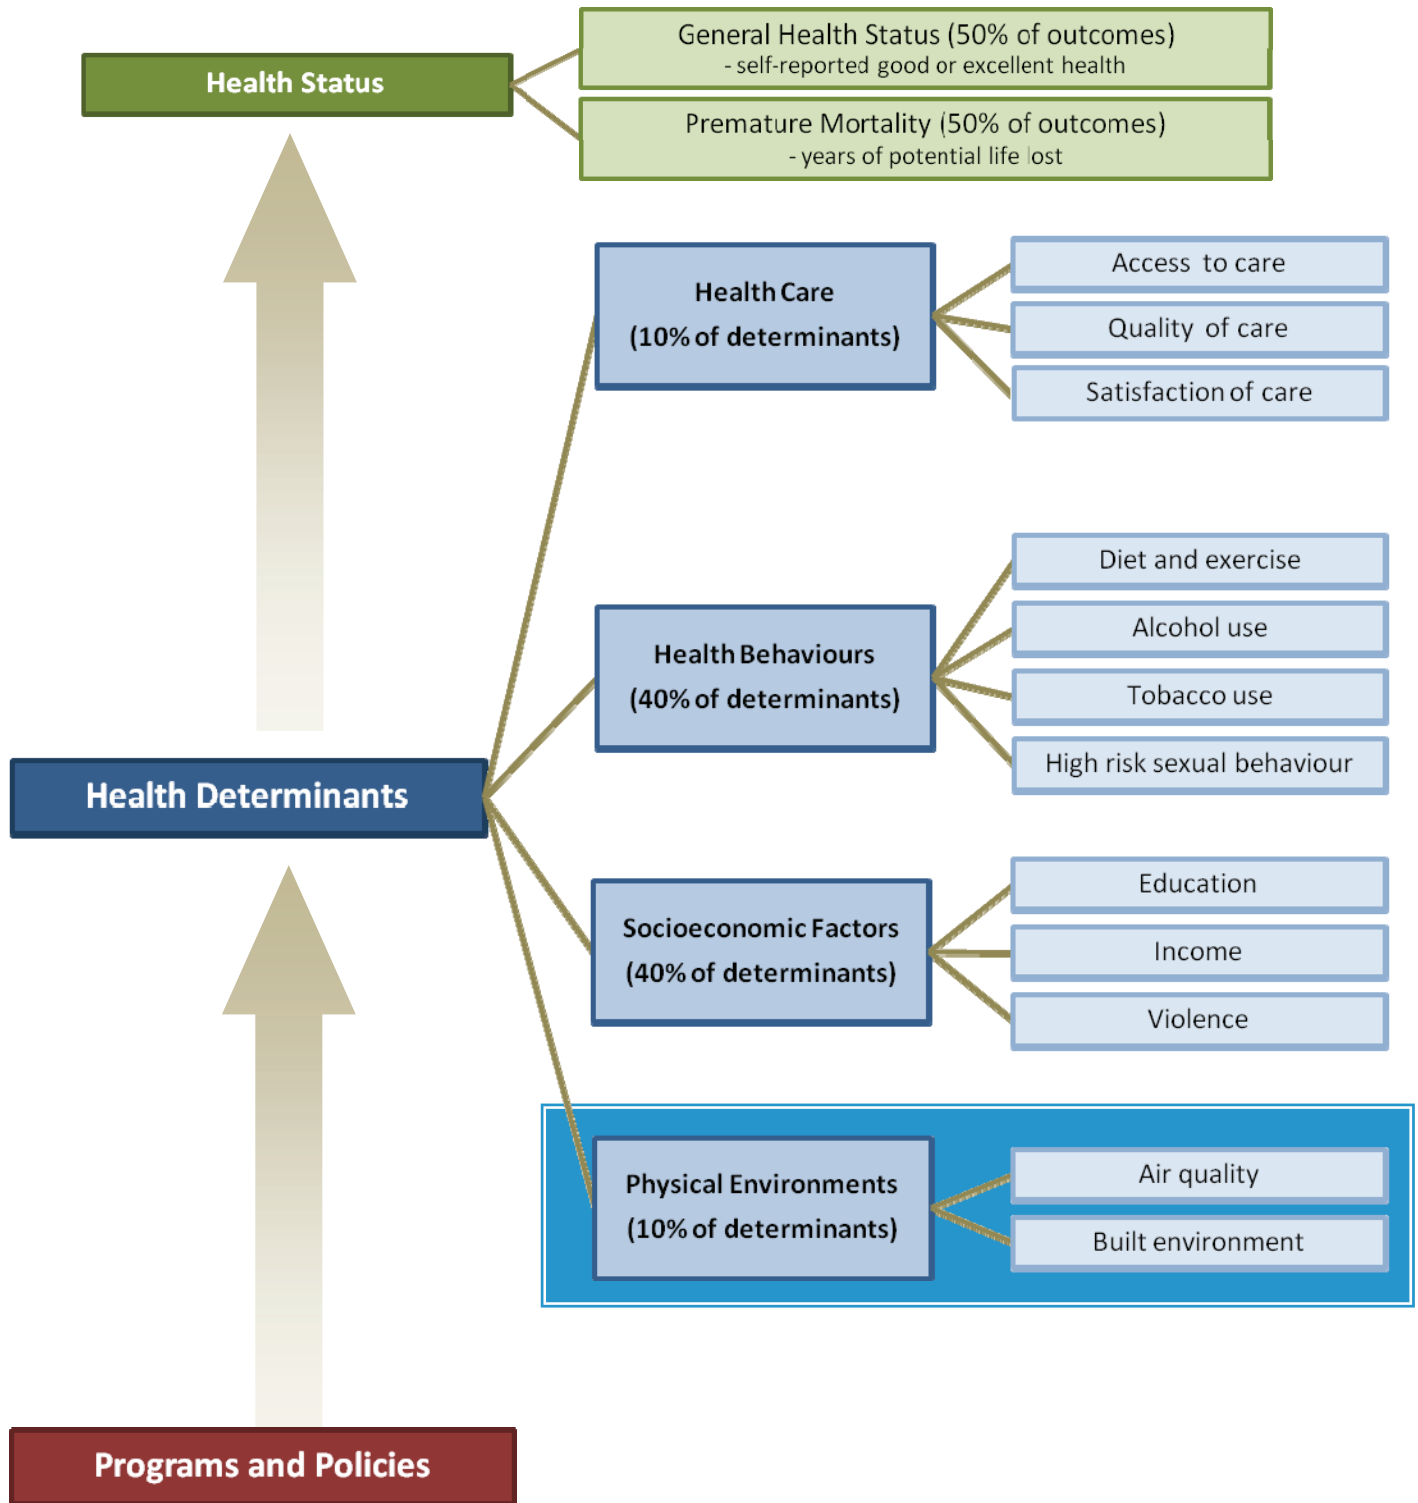 Health Status
General Health Status (50% of outcomes)
- self-reported good or excellent health
Premature Mortality (50% of outcomes)
- years of potential life lost
Health Care
(10% of determinants)
Access to care
Quality of care
Satisfaction of care
Health Behaviours
(40% of determinants)
Diet and exercise
Alcohol use
Tobacco use
High risk sexual behaviour
Health Determinants
Socioeconomic Factors
(40% of determinants)
Education
Income
Violence
Physical Environments
(10% of determinants)
Air quality
Built environment
Programs and Policies